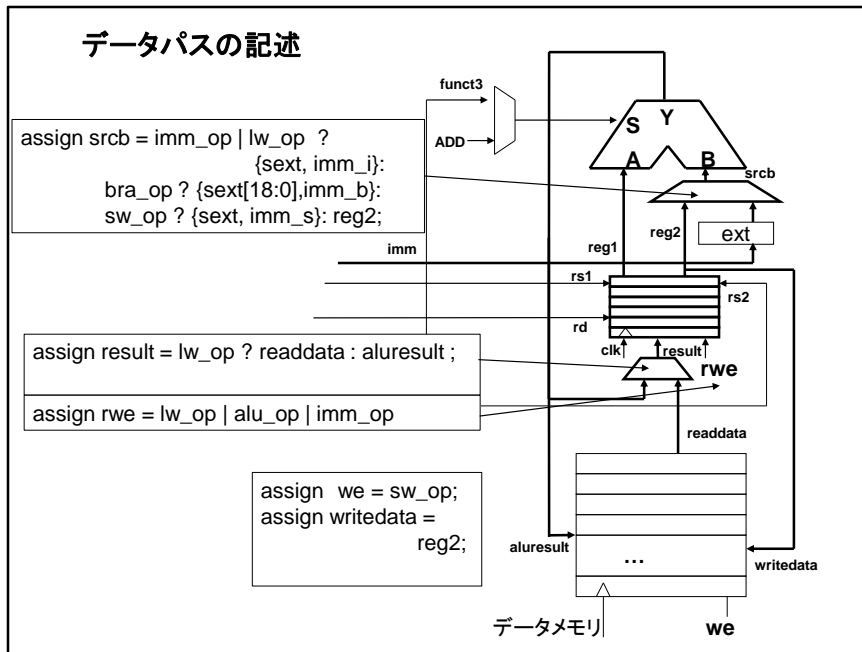 データパスの記述
funct3
ADD
S
Y
A
B
srcb
assign srcb = imm_op | lw_op ?
{sext, imm_i}:
bra_op ? {sext[18:0],imm_b}:
sw_op ? {sext, imm_s}: reg2;
ext
reg1
reg2
imm
rs1
rs2
rd
clk
result
rwe
assign result = lw_op ? readdata : aluresult ;
assign rwe = lw_op | alu_op | imm_op
readdata
assign we = sw_op;
assign writedata =
reg2;
aluresult
...
writedata
データメモリ
we